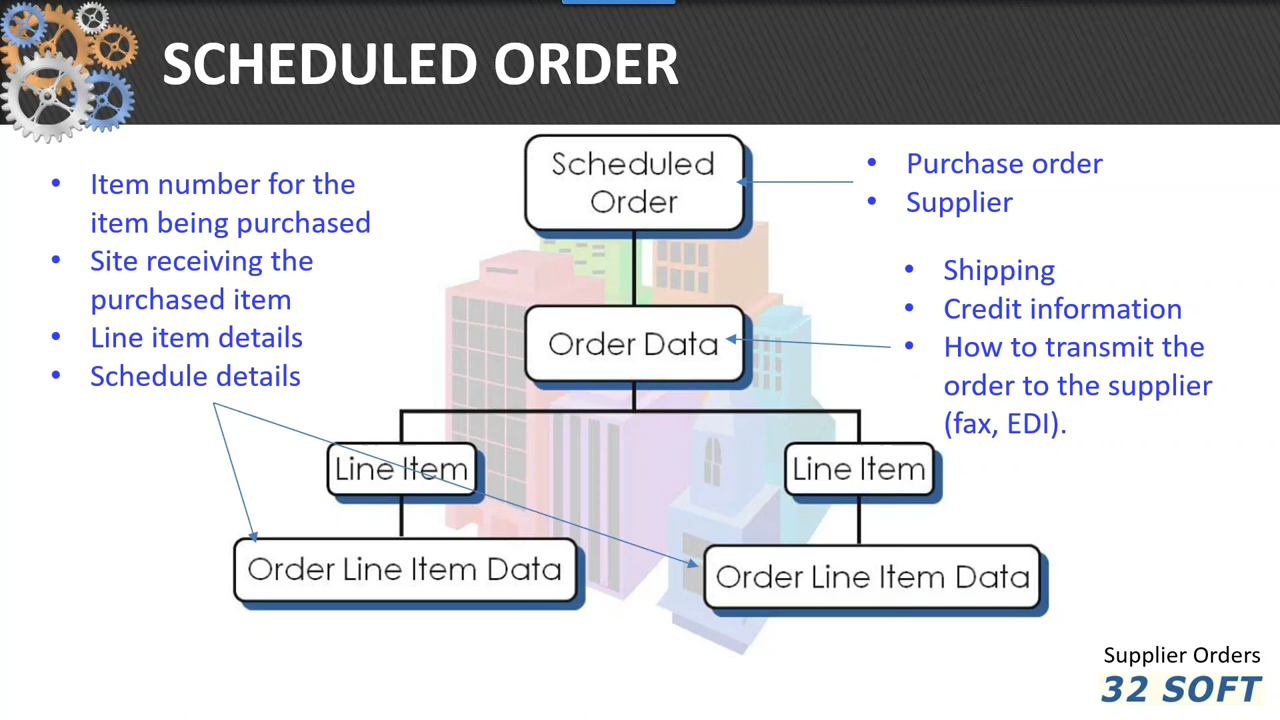 SCHEDULED ORDER
• Item number for the
item being purchased
• Site receiving the
purchased item
• Line item details
• Schedule details
Scheduled
Order
• Purchase order
• Supplier
Order Data
• Shipping
• Credit information
• How to transmit the
order to the supplier
(fax, EDI).
Line Item
Line Item
Order Line Item Data
Order Line Item Data
Supplier Orders
32 SOFT